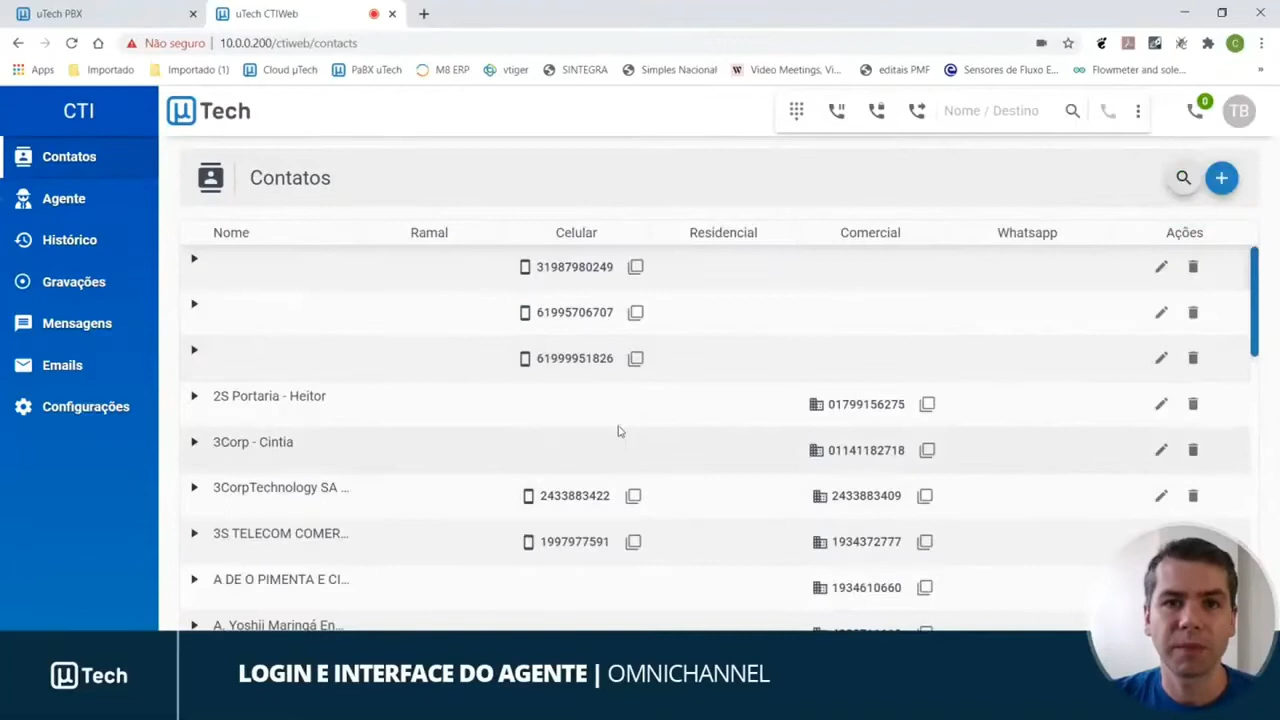 uTech PBX
uTech CTIWeb
Não seguro | 10.0.0.200/ctiweb/contacts
Apps
Importado
Importado (1)
Cloud µTech
PaBX uTech
M8 ERP
vtiger
SINTEGRA
Simples Nacional
Video Meetings, Vi...
editais PMF
Sensores de Fluxo E...
Flowmeter and sole...
»
C
CTI
µ Tech
Nome / Destino
0
TB
Contatos
Agente
Histórico
Gravações
Mensagens
Emails
Configurações
Contatos
Nome Ramal Celular Residencial Comercial Whatsapp Ações
31987980249
61995706707
61999951826
2S Portaria - Heitor 01799156275
3Corp - Cintia 01141182718
3CorpTechnology SA ... 2433883422 2433883409
3S TELECOM COMER... 1997977591 1934372777
A DE O PIMENTA E CI... 1934610660
A. Yoshii Maringá En...
µ Tech
LOGIN E INTERFACE DO AGENTE | OMNICHANNEL